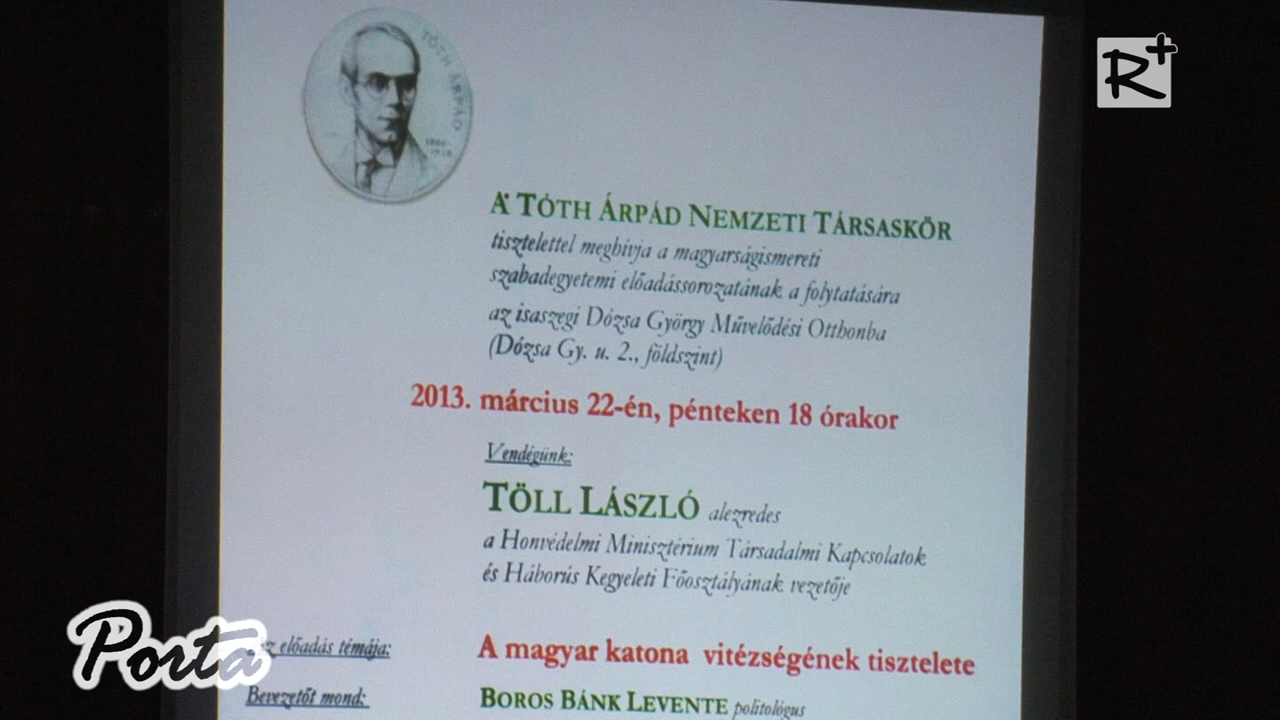 TÓTH ÁRPÁD
R+
A TÓTH ÁRPÁD NEMZETI TÁRSASKÖR
tisztelettel meghívja a magyarságismereti
szabadegyetemi előadássorozatának a folytatására
az isaszegi Dózsa György Művelődési Otthonba
(Dózsa Gy. u. 2., földszint)
2013. március 22-én, pénteken 18 órakor
Vendégünk:
TÖLL LÁSZLÓ alezredes
a Honvédelmi Minisztérium Társadalmi Kapcsolatok
és Háborús Kegyeleti Főosztályának vezetője
előadás témája: A magyar katona vitézségének tisztelete
Porta
Bevezetőt mond: BOROS BÁNK LEVENTE politológus